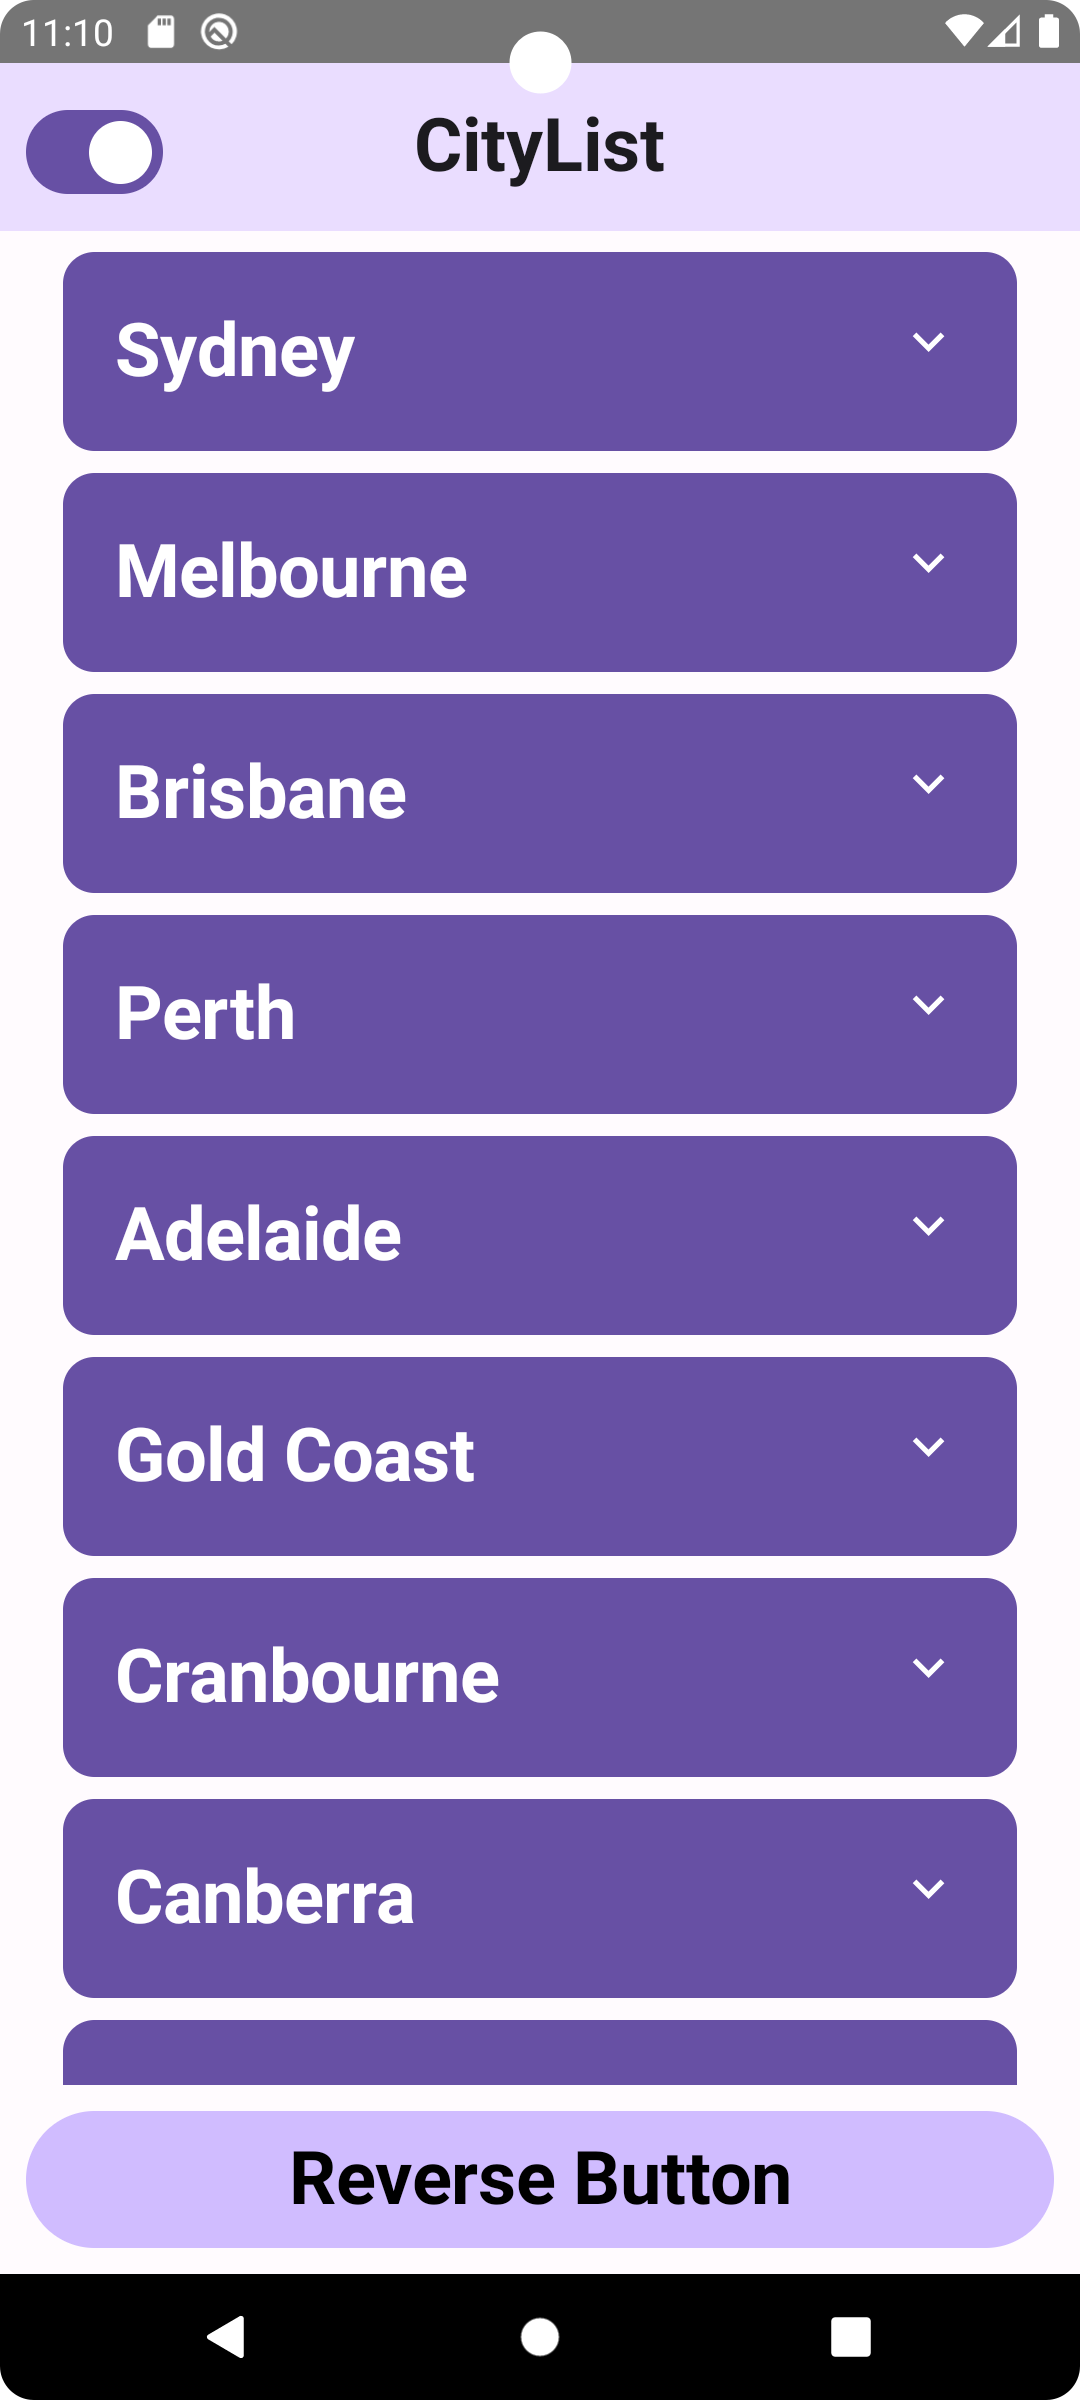 11:10
CityList
Sydney
Melbourne
Brisbane
Perth
Adelaide
Gold Coast
Cranbourne
Canberra
Reverse Button